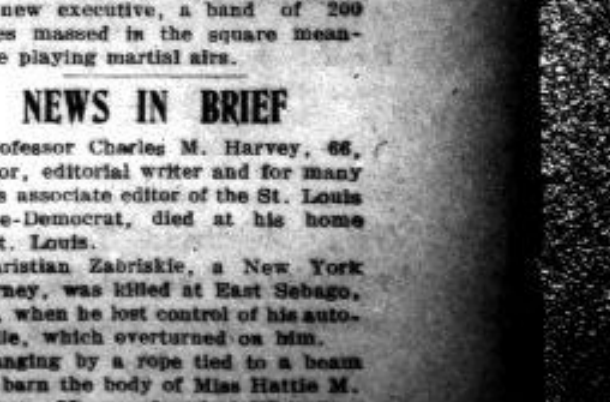 new executive, a band of 200
es massed in the square mean-
e playing martial airs.
NEWS IN BRIEF
ofessor Charles M. Harvey, 66,
or, editorial writer and for many
s associate editor of the St. Louis
e-Democrat, died at his home
t. Louis.
ristian Zabriskie, a New York
rney, was killed at East Sebago,
, when he lost control of his auto-
ile, which overturned on him.
anging by a rope tied to a beam
barn the body of Miss Hattie M.